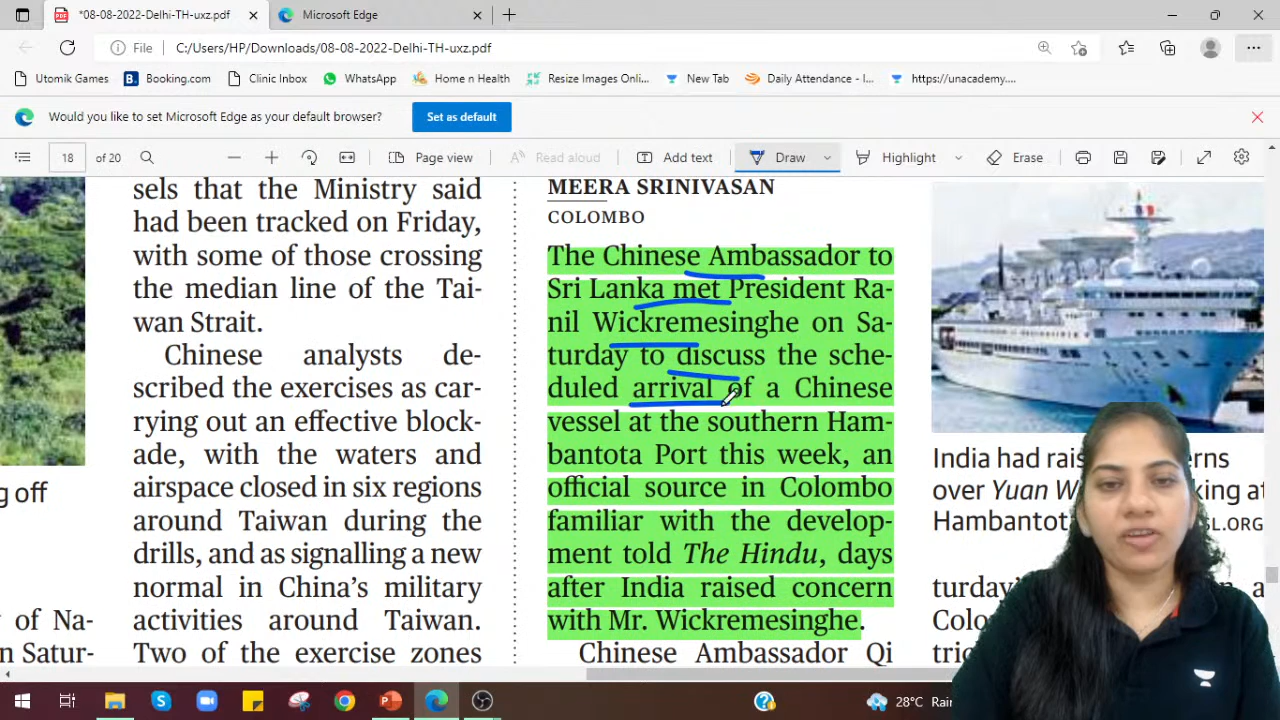 *08-08-2022-Delhi-TH-uxz.pdf
Microsoft Edge
File
C:/Users/HP/Downloads/08-08-2022-Delhi-TH-uxz.pdf
Utomik Games
Booking.com
Clinic Inbox
WhatsApp
Home n Health
Resize Images Onli...
New Tab
Daily Attendance - I...
https://unacademy....
Would you like to set Microsoft Edge as your default browser?
Set as default
18 of 20
Page view
Read aloud
Add text
Draw
Highlight
Erase
g off
of Na-
n Satur-
sels that the Ministry said
had been tracked on Friday,
with some of those crossing
the median line of the Tai-
wan Strait.
Chinese analysts de-
scribed the exercises as car-
rying out an effective block-
ade, with the waters and
airspace closed in six regions
around Taiwan during the
drills, and as signalling a new
normal in China's military
activities around Taiwan.
Two of the exercise zones
MEERA SRINIVASAN
COLOMBO
The Chinese Ambassador to
Sri Lanka met President Ra-
nil Wickremesinghe on Sa-
turday to discuss the sche-
duled arrival of a Chinese
vessel at the southern Ham-
bantota Port this week, an
official source in Colombo
familiar with the develop-
ment told The Hindu, days
after India raised concern
with Mr. Wickremesinghe.
Chinese Ambassador Qi
India had rais erns
over Yuan W king at
Hambantot SL.ORG
turday'
Colo
tri
28°C Rai